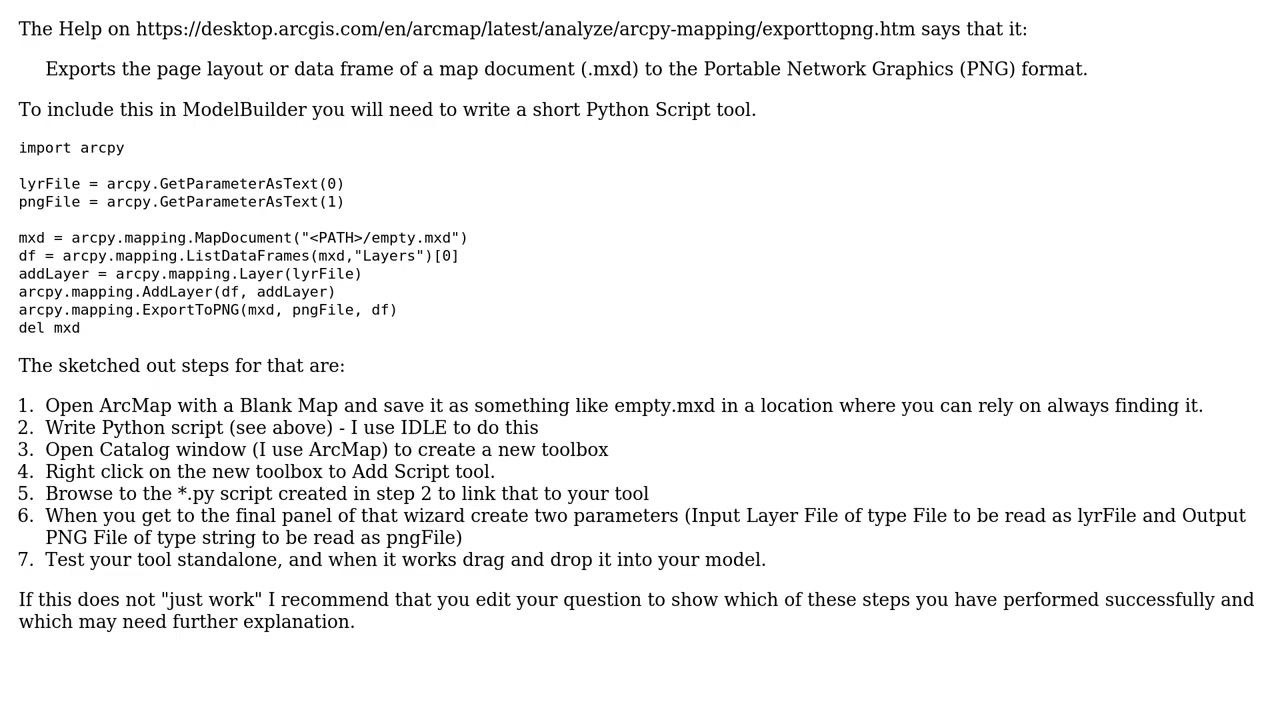 The Help on https://desktop.arcgis.com/en/arcmap/latest/analyze/arcpy-mapping/exporttopng.htm says that it:
Exports the page layout or data frame of a map document (.mxd) to the Portable Network Graphics (PNG) format.
To include this in ModelBuilder you will need to write a short Python Script tool.
import arcpy
lyrFile = arcpy.GetParameterAsText(0)
pngFile = arcpy.GetParameterAsText(1)
mxd = arcpy.mapping.MapDocument("<PATH>/empty.mxd")
df = arcpy.mapping.ListDataFrames(mxd,"Layers")[0]
addLayer = arcpy.mapping.Layer(lyrFile)
arcpy.mapping.AddLayer(df, addLayer)
arcpy.mapping.ExportToPNG(mxd, pngFile, df)
del mxd
The sketched out steps for that are:
1. Open ArcMap with a Blank Map and save it as something like empty.mxd in a location where you can rely on always finding it.
2. Write Python script (see above) - I use IDLE to do this
3. Open Catalog window (I use ArcMap) to create a new toolbox
4. Right click on the new toolbox to Add Script tool.
5. Browse to the *.py script created in step 2 to link that to your tool
6. When you get to the final panel of that wizard create two parameters (Input Layer File of type File to be read as lyrFile and Output
PNG File of type string to be read as pngFile)
7. Test your tool standalone, and when it works drag and drop it into your model.
If this does not "just work" I recommend that you edit your question to show which of these steps you have performed successfully and
which may need further explanation.